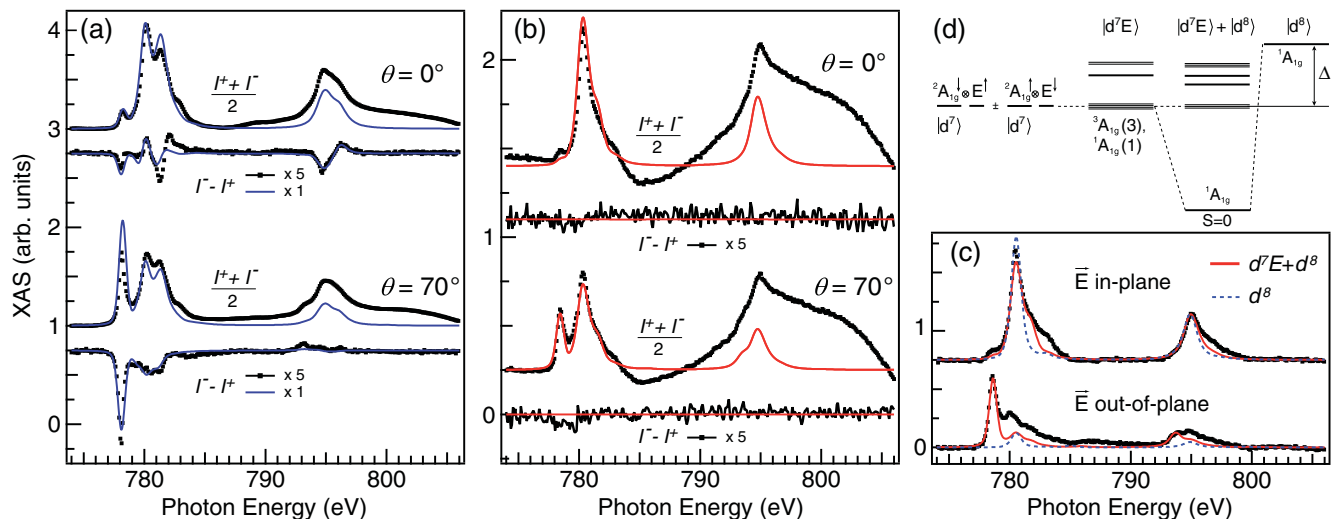 XAS (arb. units)
(a)
4
3
2
1
0
I⁺ + I⁻
2
θ = 0°
I⁻ - I⁺
x 5
x 1
I⁺ + I⁻
2
θ = 70°
I⁻ - I⁺
x 5
x 1
780
790
800
Photon Energy (eV)
(b)
2
1
0
I⁺ + I⁻
2
θ = 0°
I⁻ - I⁺ x 5
I⁺ + I⁻
2
θ = 70°
I⁻ - I⁺ x 5
780
790
800
Photon Energy (eV)
(d)
|d⁷E⟩
|d⁷E⟩ + |d⁸⟩
|d⁸⟩
¹A₁g
Δ
²A₁g↓⊗E↑ ± ²A₁g↑⊗E↓
|d⁷⟩
|d⁷⟩
³A₁g(3),
¹A₁g(1)
¹A₁g
S=0
(c)
1
0
E⃗ in-plane
d⁷E+d⁸
d⁸
E⃗ out-of-plane
780
790
800
Photon Energy (eV)